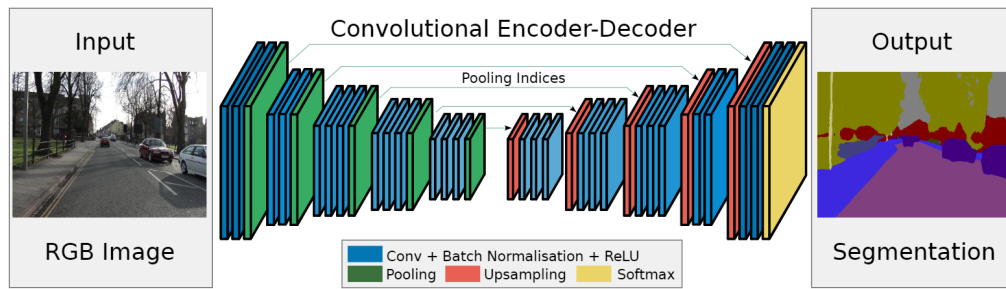 Input
Convolutional Encoder-Decoder
Output
Pooling Indices
RGB Image
Conv + Batch Normalisation + ReLU
Pooling
Upsampling
Softmax
Segmentation